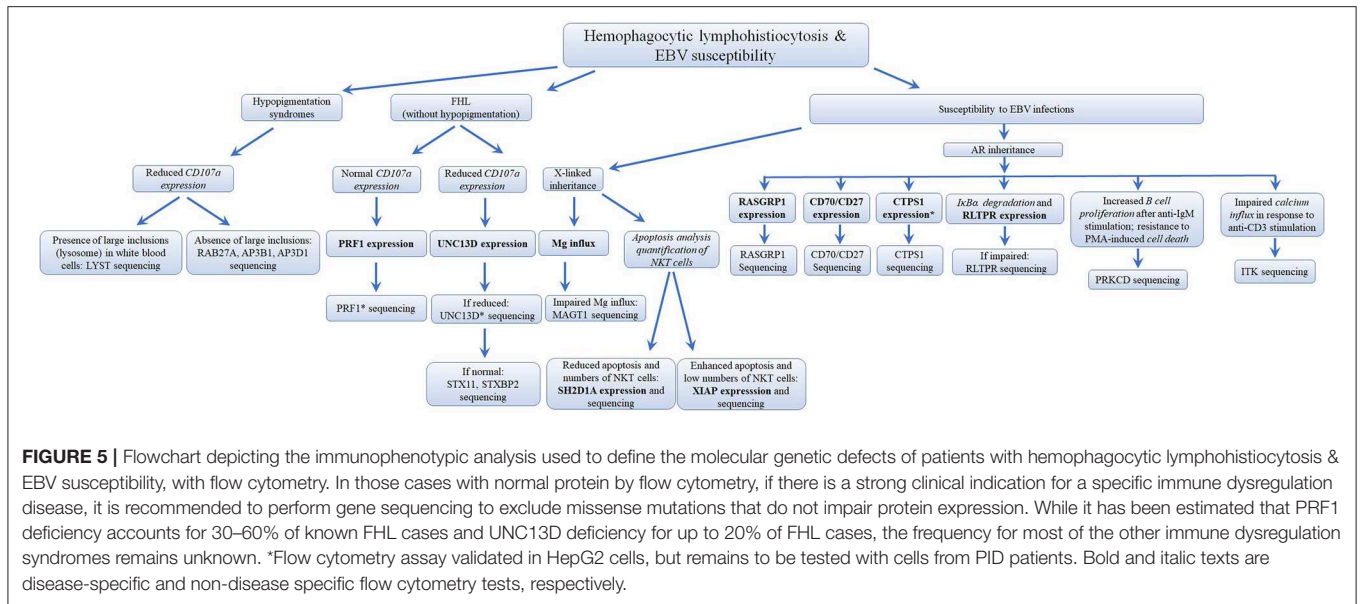 Hemophagocytic lymphohistiocytosis &
EBV susceptibility
Hypopigmentation
syndromes
FHL
(without hypopigmentation)
Susceptibility to EBV infections
AR inheritance
Reduced CD107a
expression
Normal CD107a
expression
Reduced CD107a
expression
X-linked
inheritance
RASGRP1
expression
CD70/CD27
expression
CTPS1
expression*
IκBα degradation and
RLTPR expression
Increased B cell
proliferation after anti-IgM
stimulation; resistance to
PMA-induced cell death
Impaired calcium
influx in response to
anti-CD3 stimulation
Presence of large inclusions
(lysosome) in white blood
cells: LYST sequencing
Absence of large inclusions:
RAB27A, AP3B1, AP3D1
sequencing
PRF1 expression
UNC13D expression
Mg influx
Apoptosis analysis
quantification of
NKT cells
RASGRP1
Sequencing
CD70/CD27
Sequencing
CTPS1
sequencing
If impaired:
RLTPR sequencing
PRKCD sequencing
ITK sequencing
PRF1* sequencing
If reduced:
UNC13D* sequencing
Impaired Mg influx:
MAGT1 sequencing
If normal:
STX11, STXBP2
sequencing
Reduced apoptosis and
numbers of NKT cells:
SH2D1A expression and
sequencing
Enhanced apoptosis and
low numbers of NKT cells:
XIAP expresssion and
sequencing
FIGURE 5 | Flowchart depicting the immunophenotypic analysis used to define the molecular genetic defects of patients with hemophagocytic lymphohistiocytosis &
EBV susceptibility, with flow cytometry. In those cases with normal protein by flow cytometry, if there is a strong clinical indication for a specific immune dysregulation
disease, it is recommended to perform gene sequencing to exclude missense mutations that do not impair protein expression. While it has been estimated that PRF1
deficiency accounts for 30–60% of known FHL cases and UNC13D deficiency for up to 20% of FHL cases, the frequency for most of the other immune dysregulation
syndromes remains unknown. *Flow cytometry assay validated in HepG2 cells, but remains to be tested with cells from PID patients. Bold and italic texts are
disease-specific and non-disease specific flow cytometry tests, respectively.